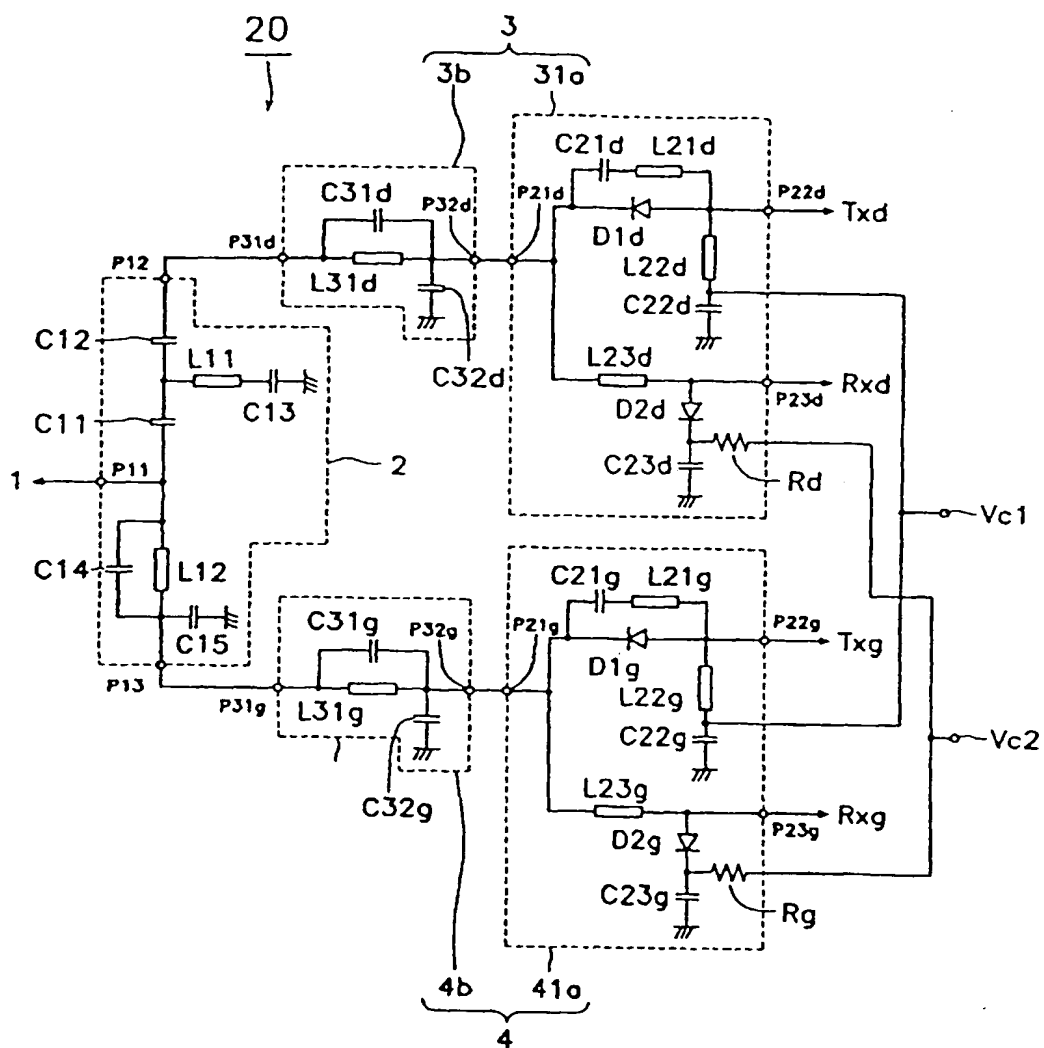 20
3
3b
31a
C21d
L21d
C31d
P32d
P21d
P22d
Txd
D1d
P31d
L31d
L22d
P12
C22d
C12
L11
C32d
L23d
Rxd
P23d
C13
D2d
C11
P11
1
2
C23d
Rd
Vc1
C14
L12
C21g
L21g
C15
C31g
P32g
P21g
P22g
Txg
D1g
P13
P31g
L31g
L22g
C22g
Vc2
C32g
L23g
Rxg
P23g
D2g
C23g
Rg
4b
41a
4